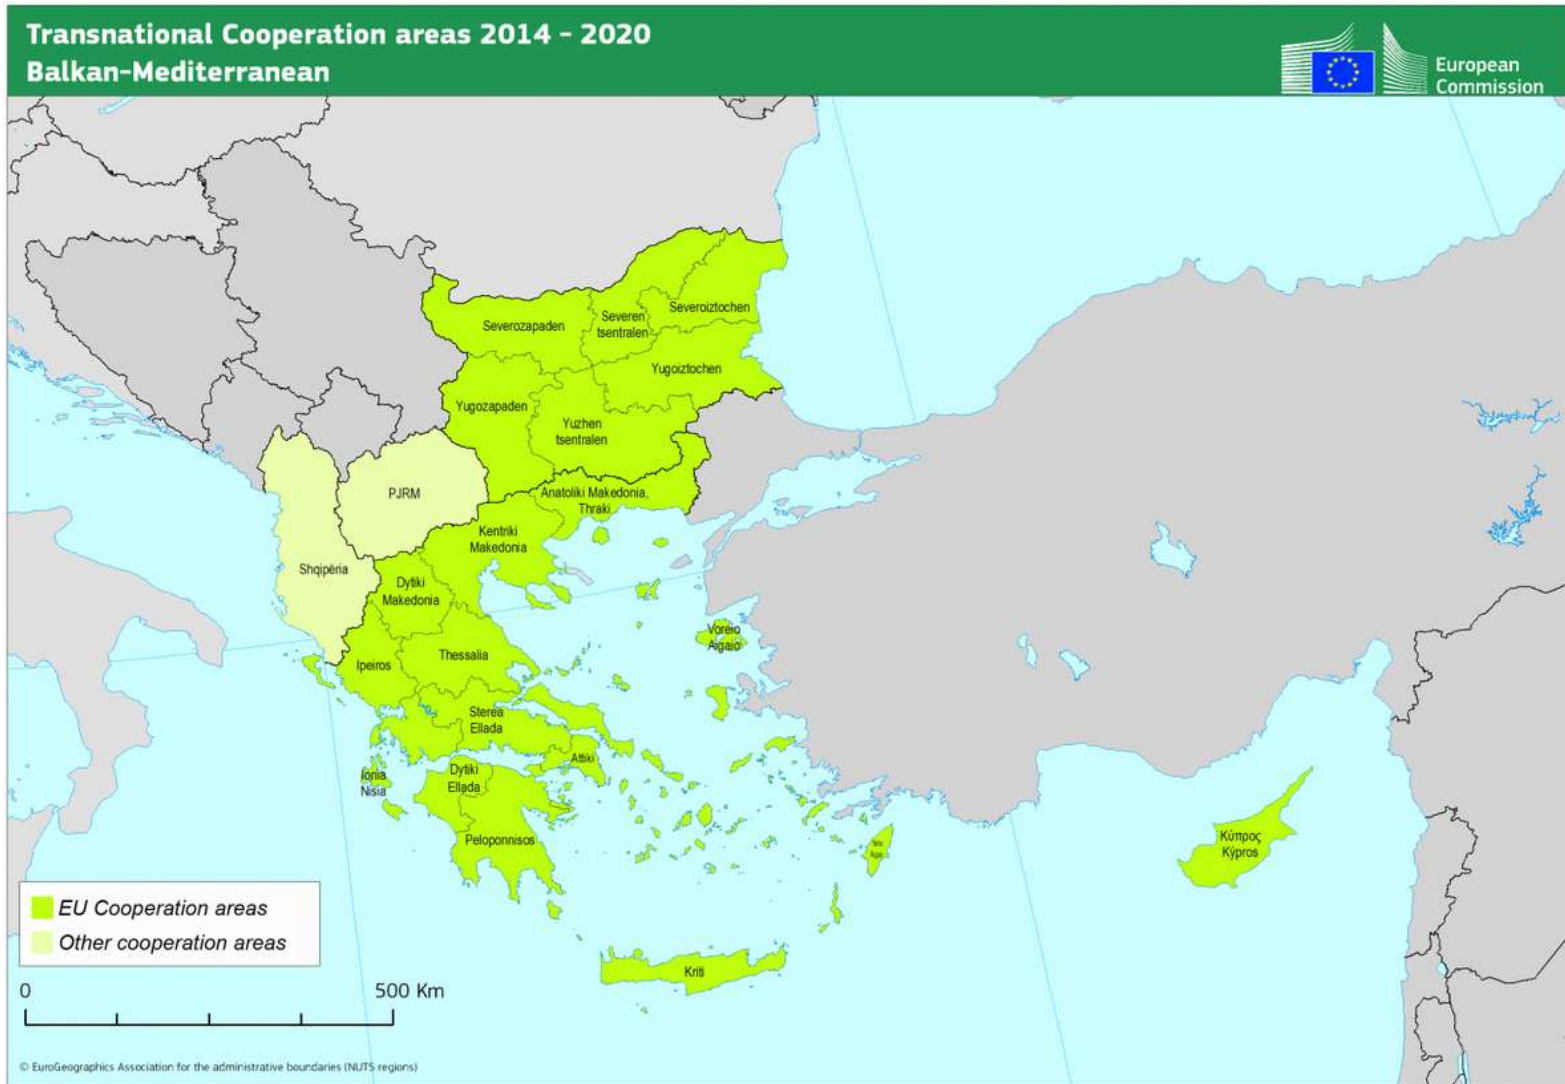 Transnational Cooperation areas 2014 - 2020
Balkan-Mediterranean
European
Commission
Severozapaden
Severen
tsentralen
Severoiztochen
Yugoiztochen
Yugozapaden
Yuzhen
tsentralen
PJRM
Anatoliki Makedonia,
Thraki
Kentriki
Makedonia
Shqipëria
Dytiki
Makedonia
Voreio
Aigaio
Ipeiros
Thessalia
Sterea
Ellada
Attiki
Ionia
Nisia
Dytiki
Ellada
Peloponnisos
Κύπρος
Kýpros
Kriti
EU Cooperation areas
Other cooperation areas
0 500 Km
© EuroGeographics Association for the administrative boundaries (NUTS regions)